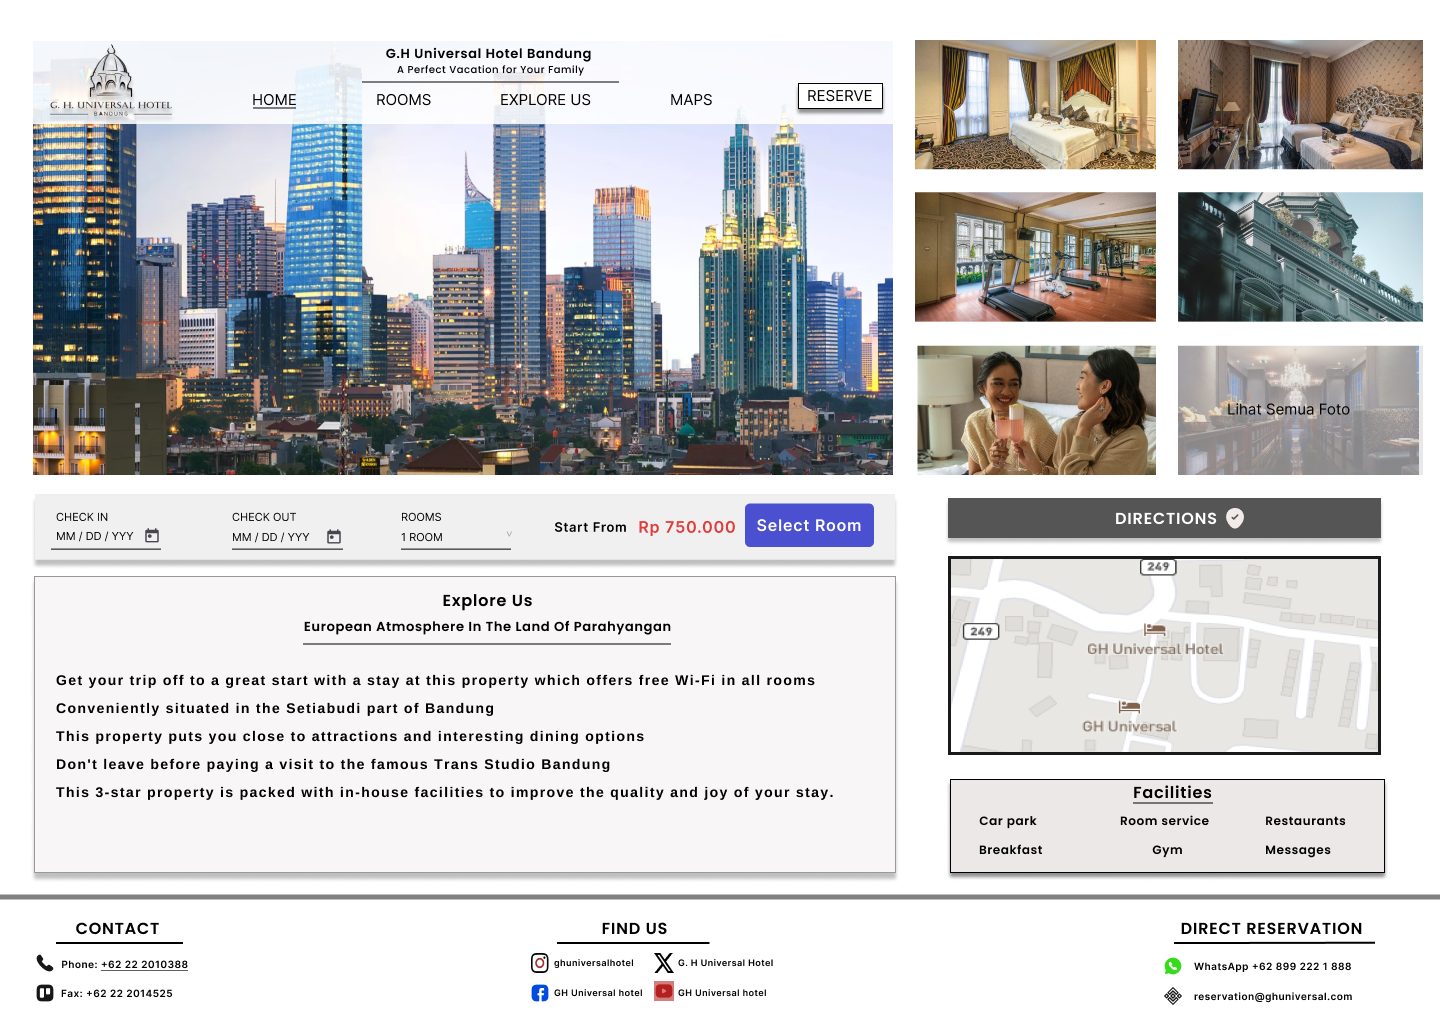 G.H Universal Hotel Bandung
A Perfect Vacation for Your Family
G. H. UNIVERSAL HOTEL
BANDUNG
HOME
ROOMS
EXPLORE US
MAPS
RESERVE
Lihat Semua Foto
CHECK IN
MM / DD / YYY
CHECK OUT
MM / DD / YYY
ROOMS
1 ROOM
Start From Rp 750.000
Select Room
DIRECTIONS
Explore Us
European Atmosphere In The Land Of Parahyangan
Get your trip off to a great start with a stay at this property which offers free Wi-Fi in all rooms
Conveniently situated in the Setiabudi part of Bandung
This property puts you close to attractions and interesting dining options
Don't leave before paying a visit to the famous Trans Studio Bandung
This 3-star property is packed with in-house facilities to improve the quality and joy of your stay.
249
249
GH Universal Hotel
GH Universal
Facilities
Car park
Room service
Restaurants
Breakfast
Gym
Messages
CONTACT
Phone: +62 22 2010388
Fax: +62 22 2014525
FIND US
ghuniversalhotel
G. H Universal Hotel
GH Universal hotel
GH Universal hotel
DIRECT RESERVATION
WhatsApp +62 899 222 1 888
reservation@ghuniversal.com